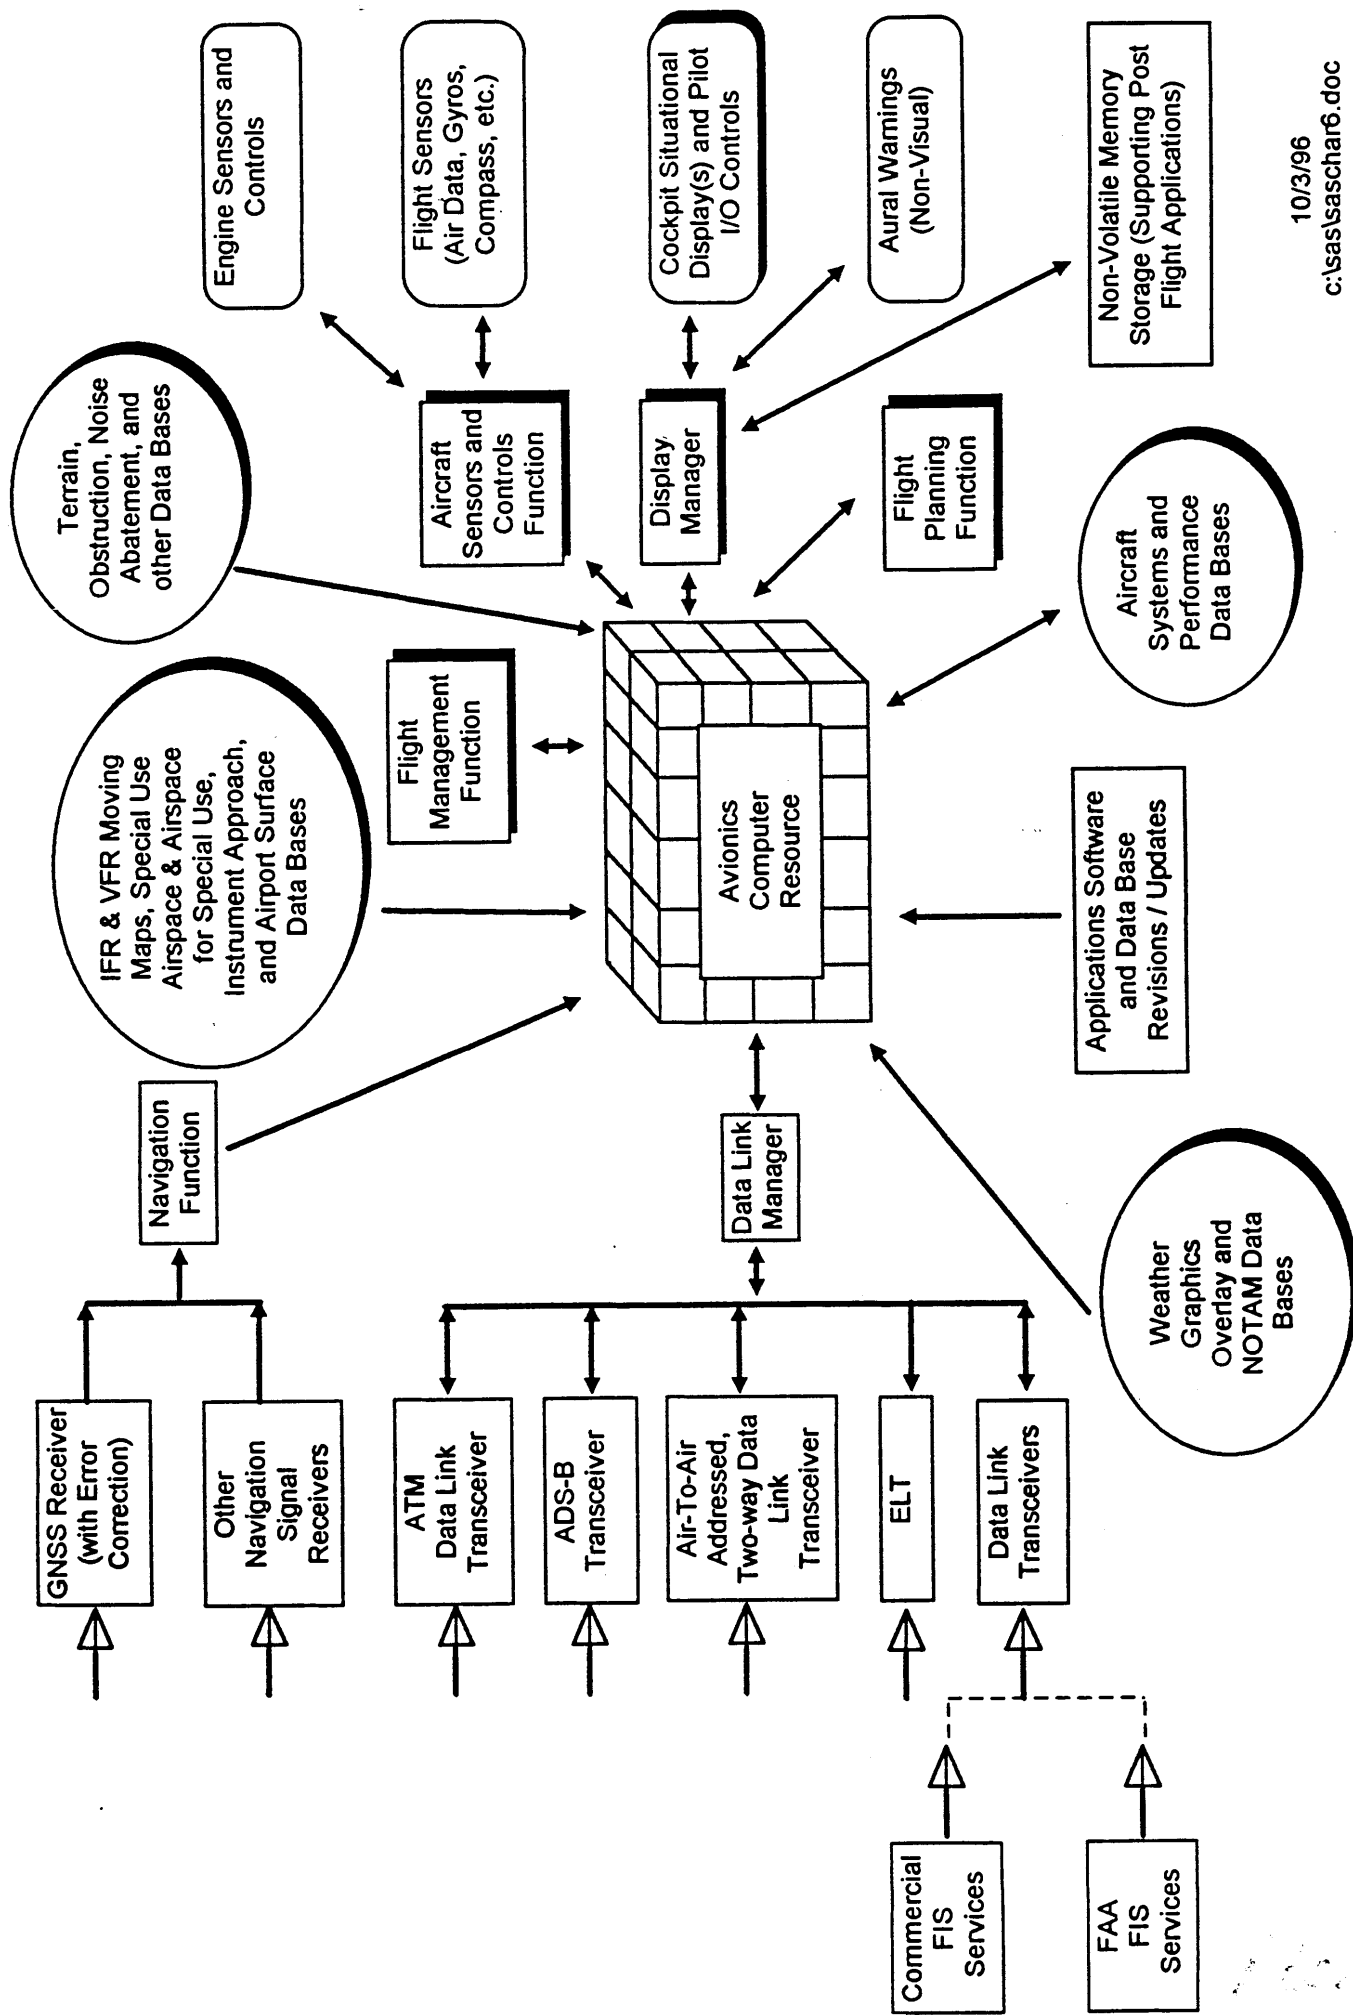 GNSS Receiver
(with Error
Correction)
Other
Navigation
Signal
Receivers
ATM
Data Link
Transceiver
ADS-B
Transceiver
Air-To-Air
Addressed,
Two-way Data
Link
Transceiver
ELT
Data Link
Transceivers
Commercial
FIS
Services
FAA
FIS
Services
Navigation
Function
Data Link
Manager
IFR & VFR Moving
Maps, Special Use
Airspace & Airspace
for Special Use,
Instrument Approach,
and Airport Surface
Data Bases
Terrain,
Obstruction, Noise
Abatement, and
other Data Bases
Flight
Management
Function
Avionics
Computer
Resource
Weather
Graphics
Overlay and
NOTAM Data
Bases
Applications Software
and Data Base
Revisions / Updates
Aircraft
Systems and
Performance
Data Bases
Aircraft
Sensors and
Controls
Function
Display
Manager
Flight
Planning
Function
Engine Sensors and
Controls
Flight Sensors
(Air Data, Gyros,
Compass, etc.)
Cockpit Situational
Display(s) and Pilot
I/O Controls
Aural Warnings
(Non-Visual)
Non-Volatile Memory
Storage (Supporting Post
Flight Applications)
10/3/96
c:\sas\saschar6.doc